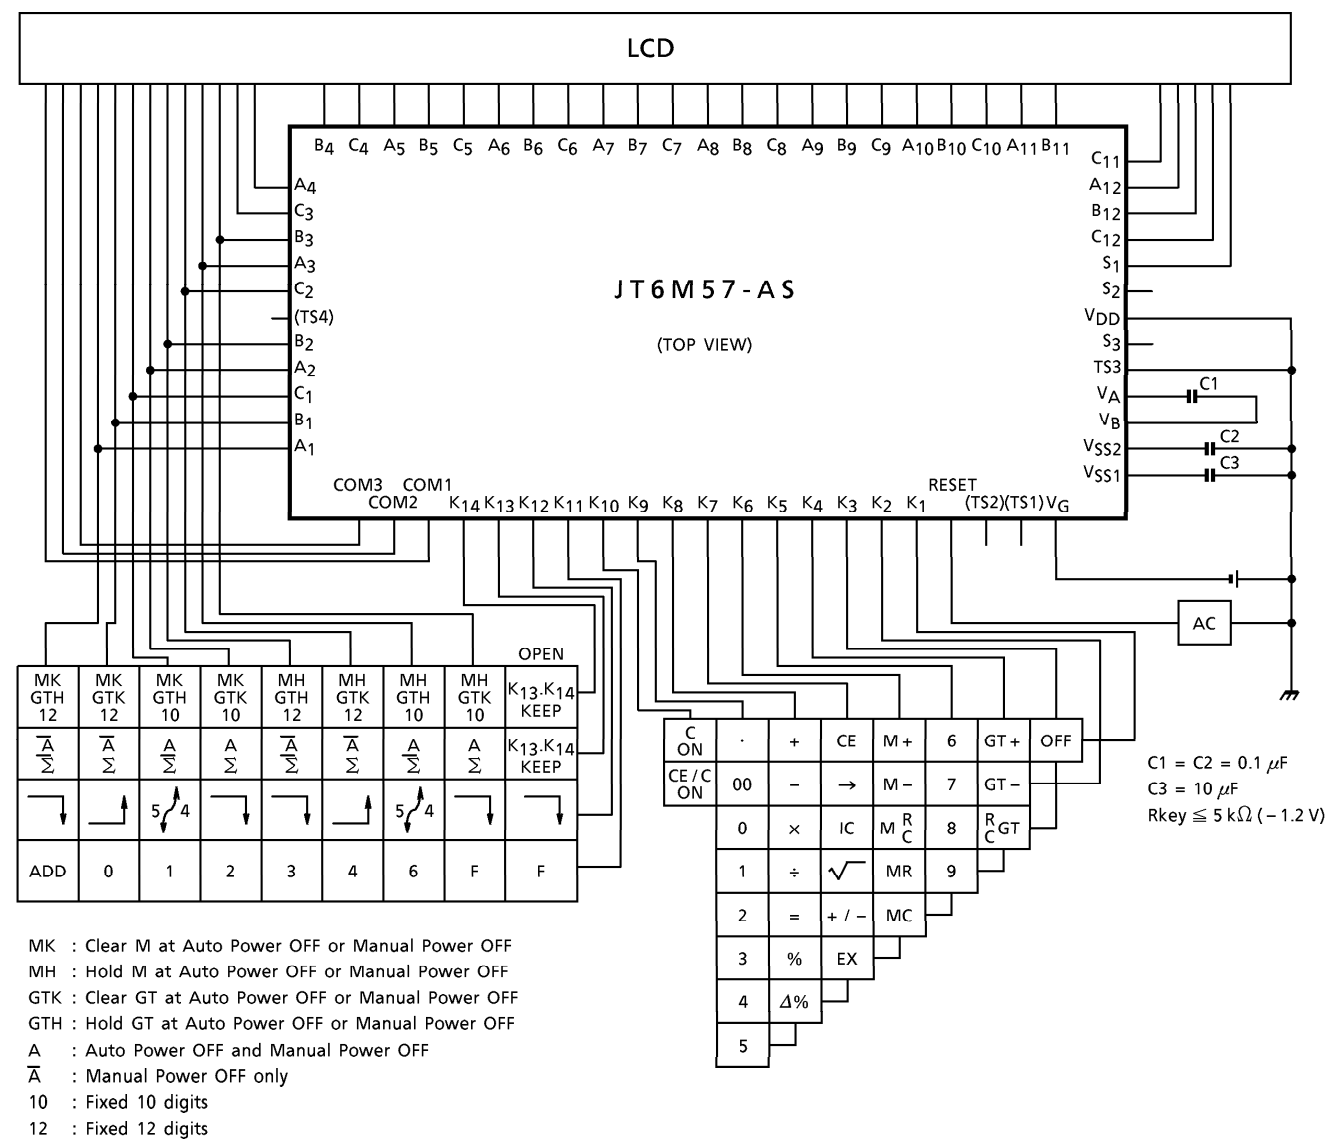 LCD
B4 C4 A5 B5 C5 A6 B6 C6 A7 B7 C7 A8 B8 C8 A9 B9 C9 A10 B10 C10 A11 B11
A4
C3
B3
A3
C2
(TS4)
B2
A2
C1
B1
A1
JT6M57-AS
(TOP VIEW)
C11
A12
B12
C12
S1
S2
VDD
S3
TS3
VA
VB
VSS2
VSS1
C1
C2
C3
COM3 COM1 RESET
COM2 K14 K13 K12 K11 K10 K9 K8 K7 K6 K5 K4 K3 K2 K1 (TS2)(TS1)VG
AC
OPEN
MK MK MK MK MH MH MH MH K13.K14
GTH GTK GTH GTK GTH GTK GTH GTK KEEP
12 12 10 10 12 12 10 10
A̅ A̅ A A A̅ A̅ A A K13.K14
Σ̅ Σ Σ̅ Σ Σ̅ Σ Σ̅ Σ KEEP
5 4 5 4
ADD 0 1 2 3 4 6 F F
C ON · + CE M+ 6 GT+ OFF
CE/C ON 00 − → M− 7 GT−
0 × IC M R C 8 R C GT
1 ÷ √ MR 9
2 = +/− MC
3 % EX
4 Δ%
5
C1 = C2 = 0.1 μF
C3 = 10 μF
Rkey ≦ 5 kΩ (−1.2 V)
MK : Clear M at Auto Power OFF or Manual Power OFF
MH : Hold M at Auto Power OFF or Manual Power OFF
GTK : Clear GT at Auto Power OFF or Manual Power OFF
GTH : Hold GT at Auto Power OFF or Manual Power OFF
A : Auto Power OFF and Manual Power OFF
A̅ : Manual Power OFF only
10 : Fixed 10 digits
12 : Fixed 12 digits